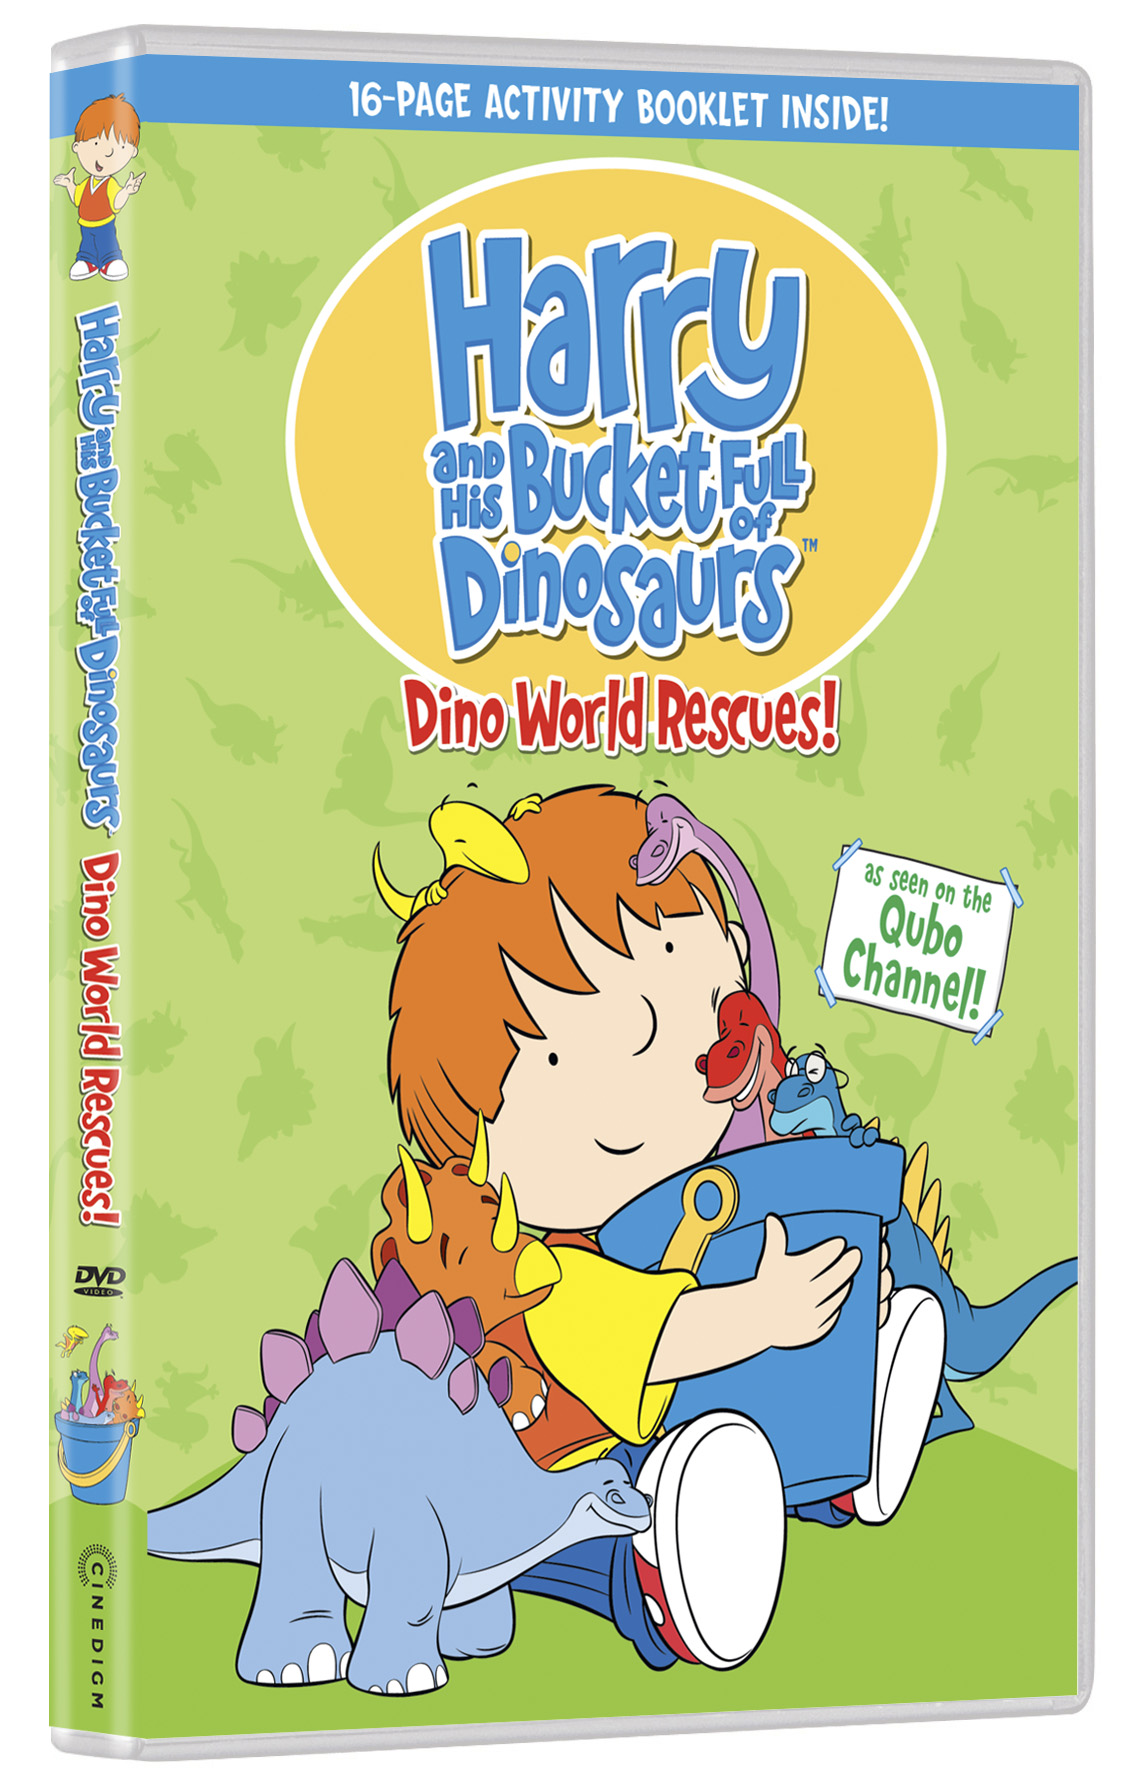 16-PAGE ACTIVITY BOOKLET INSIDE!
Harry
and His Bucket Full of
Dinosaurs™
Dino World Rescues!
as seen on the
Qubo
Channel!
Harry and His Bucket Full of Dinosaurs™ Dino World Rescues!
DVD
VIDEO
CINEDIGM